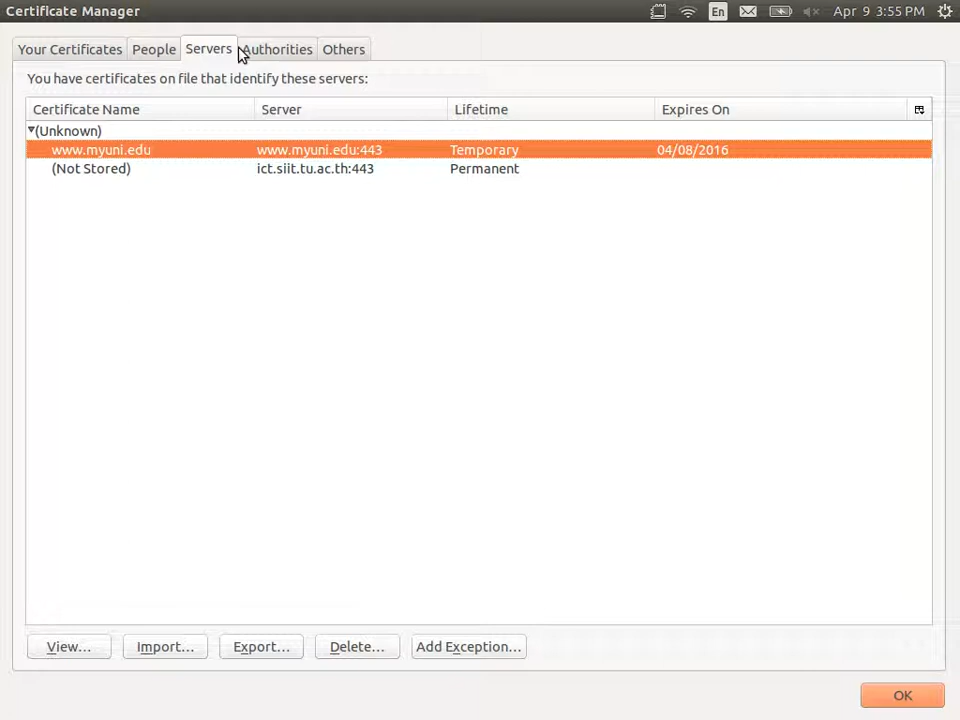 Certificate Manager
En
Apr 9 3:55 PM
Your Certificates
People
Servers
Authorities
Others
You have certificates on file that identify these servers:
Certificate Name Server Lifetime Expires On
(Unknown)
www.myuni.edu www.myuni.edu:443 Temporary 04/08/2016
(Not Stored) ict.siit.tu.ac.th:443 Permanent
View...
Import...
Export...
Delete...
Add Exception...
OK